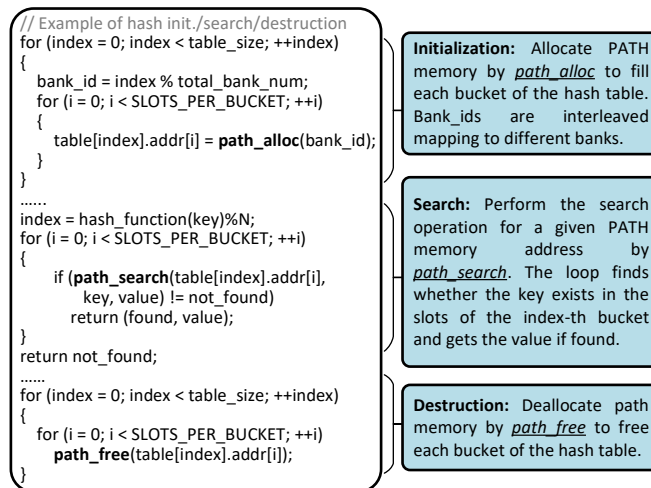 // Example of hash init./search/destruction
for (index = 0; index < table_size; ++index)
{
bank_id = index % total_bank_num;
for (i = 0; i < SLOTS_PER_BUCKET; ++i)
{
table[index].addr[i] = path_alloc(bank_id);
}
}
......
index = hash_function(key)%N;
for (i = 0; i < SLOTS_PER_BUCKET; ++i)
{
if (path_search(table[index].addr[i],
key, value) != not_found)
return (found, value);
}
return not_found;
......
for (index = 0; index < table_size; ++index)
{
for (i = 0; i < SLOTS_PER_BUCKET; ++i)
path_free(table[index].addr[i]);
}
Initialization: Allocate PATH
memory by path_alloc to fill
each bucket of the hash table.
Bank_ids are interleaved
mapping to different banks.
Search: Perform the search
operation for a given PATH
memory address by
path_search. The loop finds
whether the key exists in the
slots of the index-th bucket
and gets the value if found.
Destruction: Deallocate path
memory by path_free to free
each bucket of the hash table.